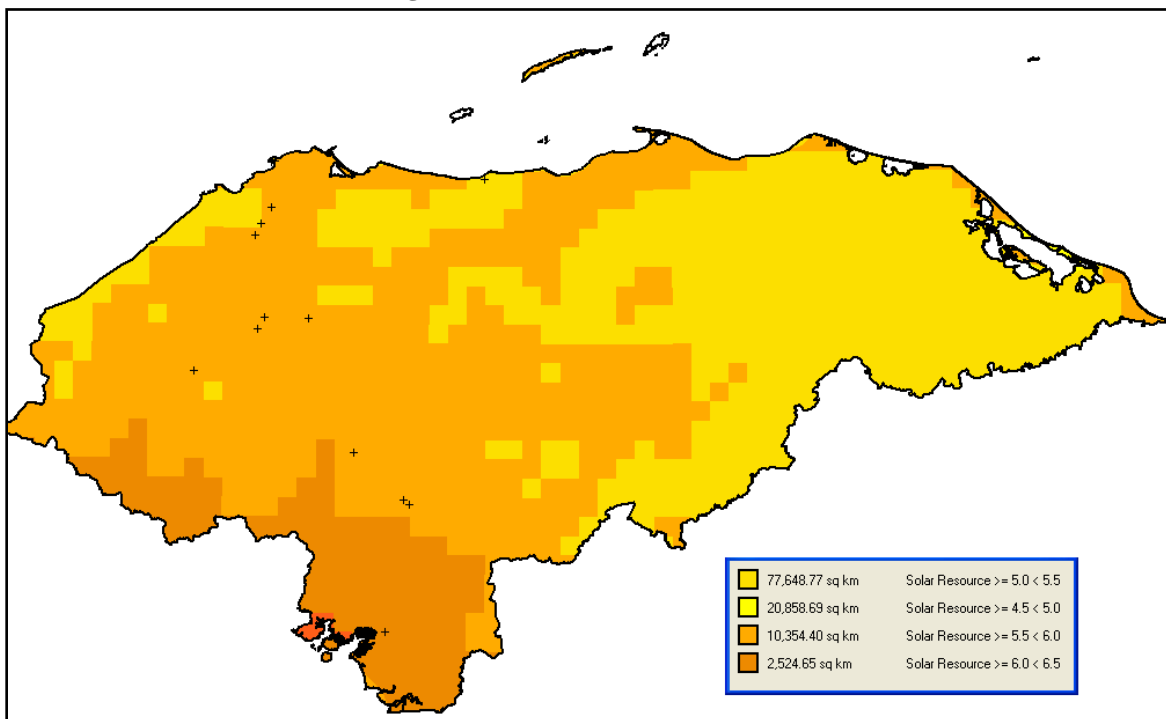 77,648.77 sq km Solar Resource >= 5.0 < 5.5
20,858.69 sq km Solar Resource >= 4.5 < 5.0
10,354.40 sq km Solar Resource >= 5.5 < 6.0
2,524.65 sq km Solar Resource >= 6.0 < 6.5